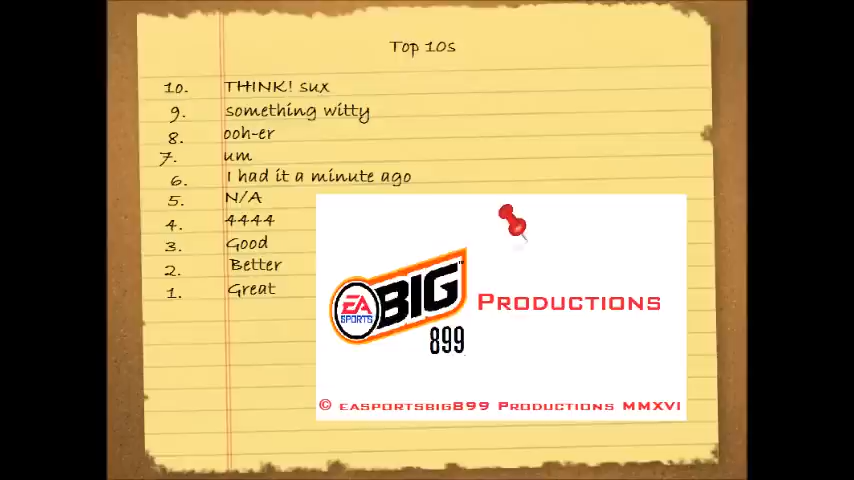 Top 10s
10. THINK! sux
9. something witty
8. ooh-er
7. um
6. I had it a minute ago
5. N/A
4. 4444
3. Good
2. Better
1. Great
EA SPORTS BIG™
899
Productions
© easportsbig899 Productions MMXVI